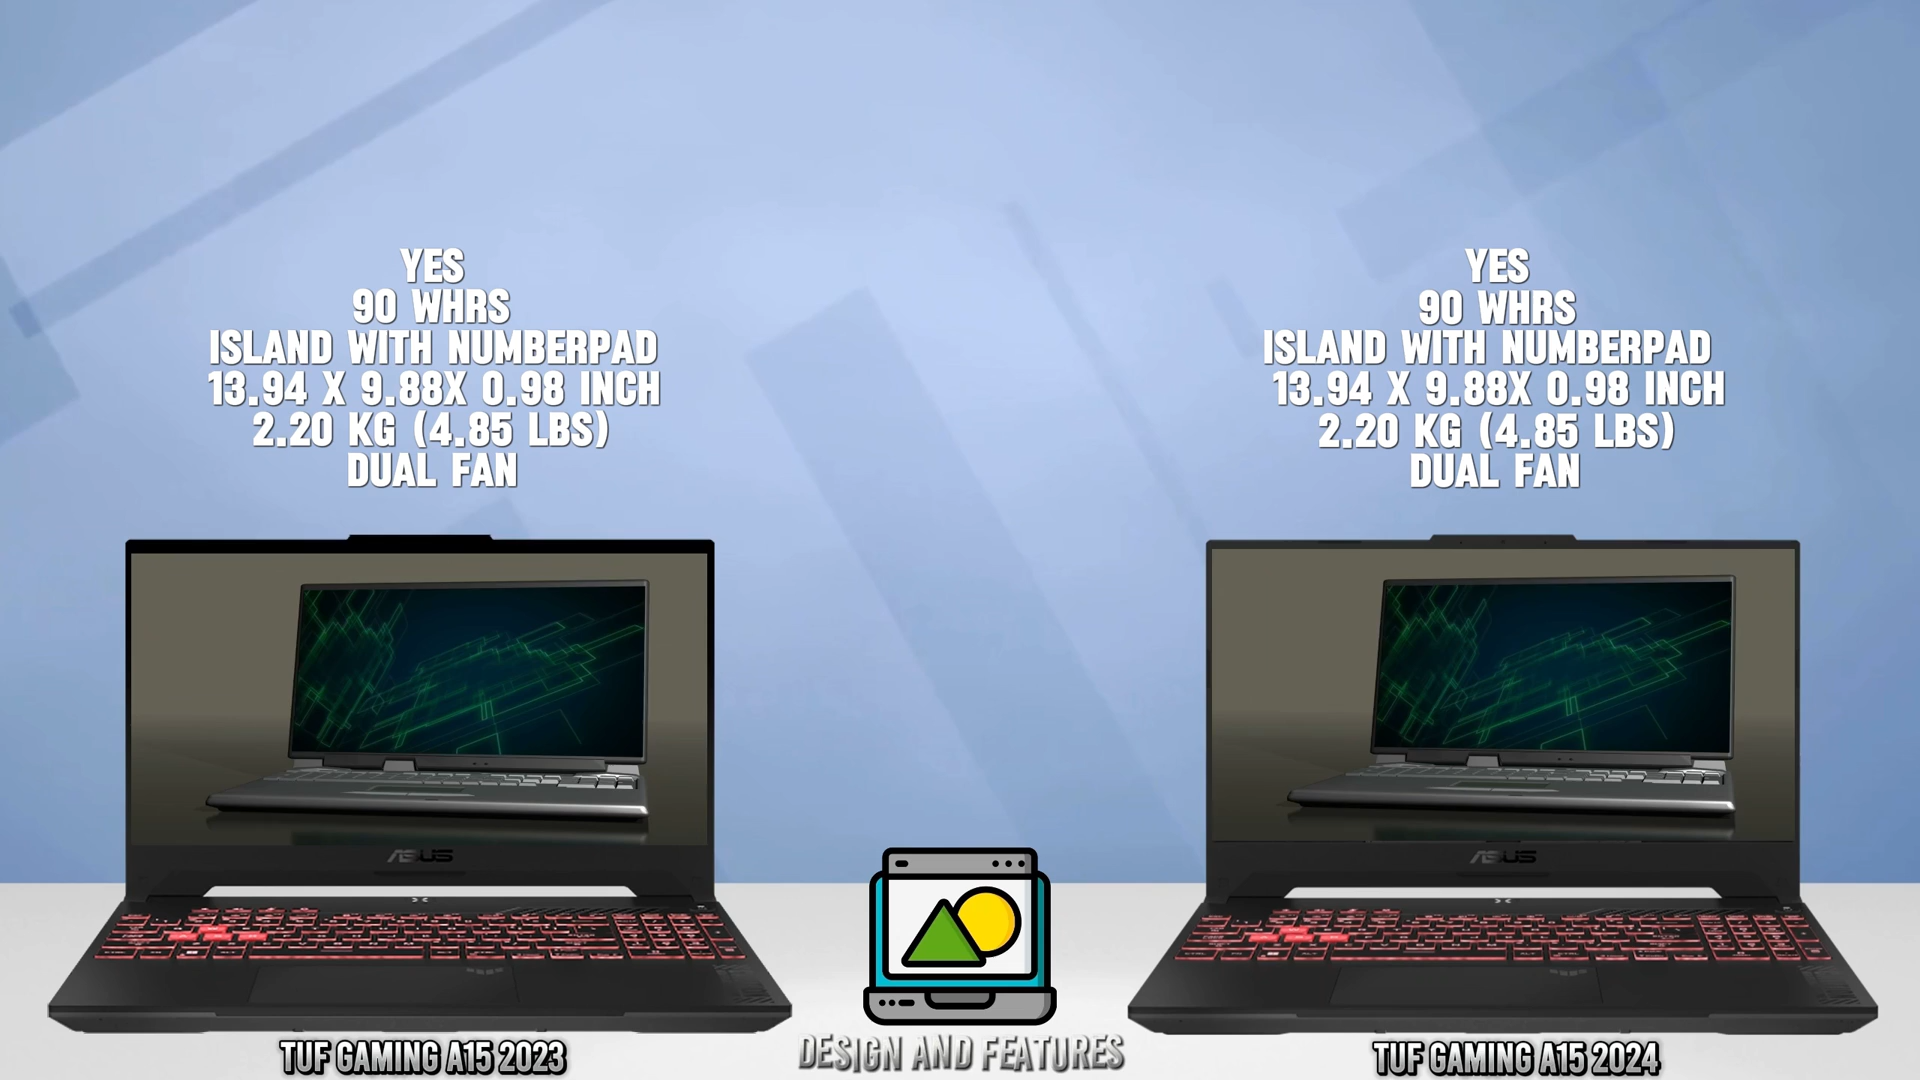 YES
90 WHRS
ISLAND WITH NUMBERPAD
13.94 X 9.88X 0.98 INCH
2.20 KG (4.85 LBS)
DUAL FAN
YES
90 WHRS
ISLAND WITH NUMBERPAD
13.94 X 9.88X 0.98 INCH
2.20 KG (4.85 LBS)
DUAL FAN
ASUS
ASUS
TUF GAMING A15 2023
DESIGN AND FEATURES
TUF GAMING A15 2024